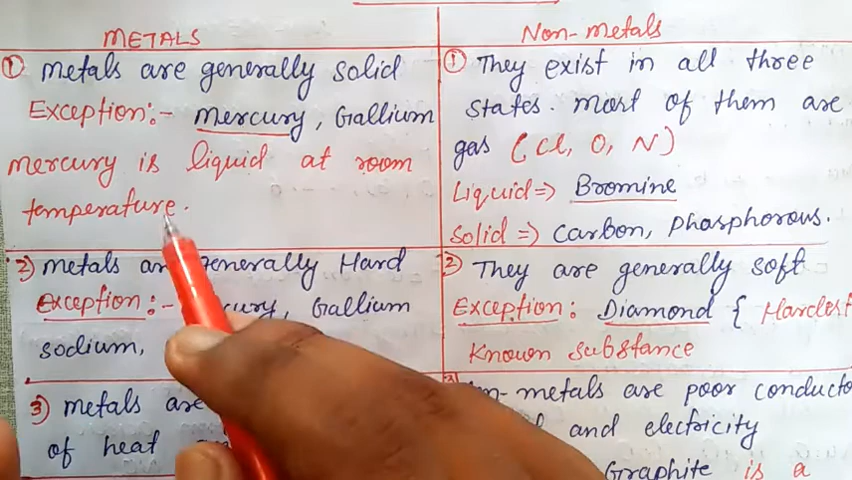 METALS
① Metals are generally solid
Exception:- Mercury, Gallium
Mercury is liquid at room
temperature.
2) Metals generally Hard
Exception:- Gallium
sodium,
3) Metals are
of heat
Non-metals
① They exist in all three
states. Most of them are
gas (Cl, O, N)
Liquid => Bromine
Solid => Carbon, Phosphorous.
② They are generally soft
Exception: Diamond { Hardest
Known substance
-metals are poor
and electricity
Graphite is a